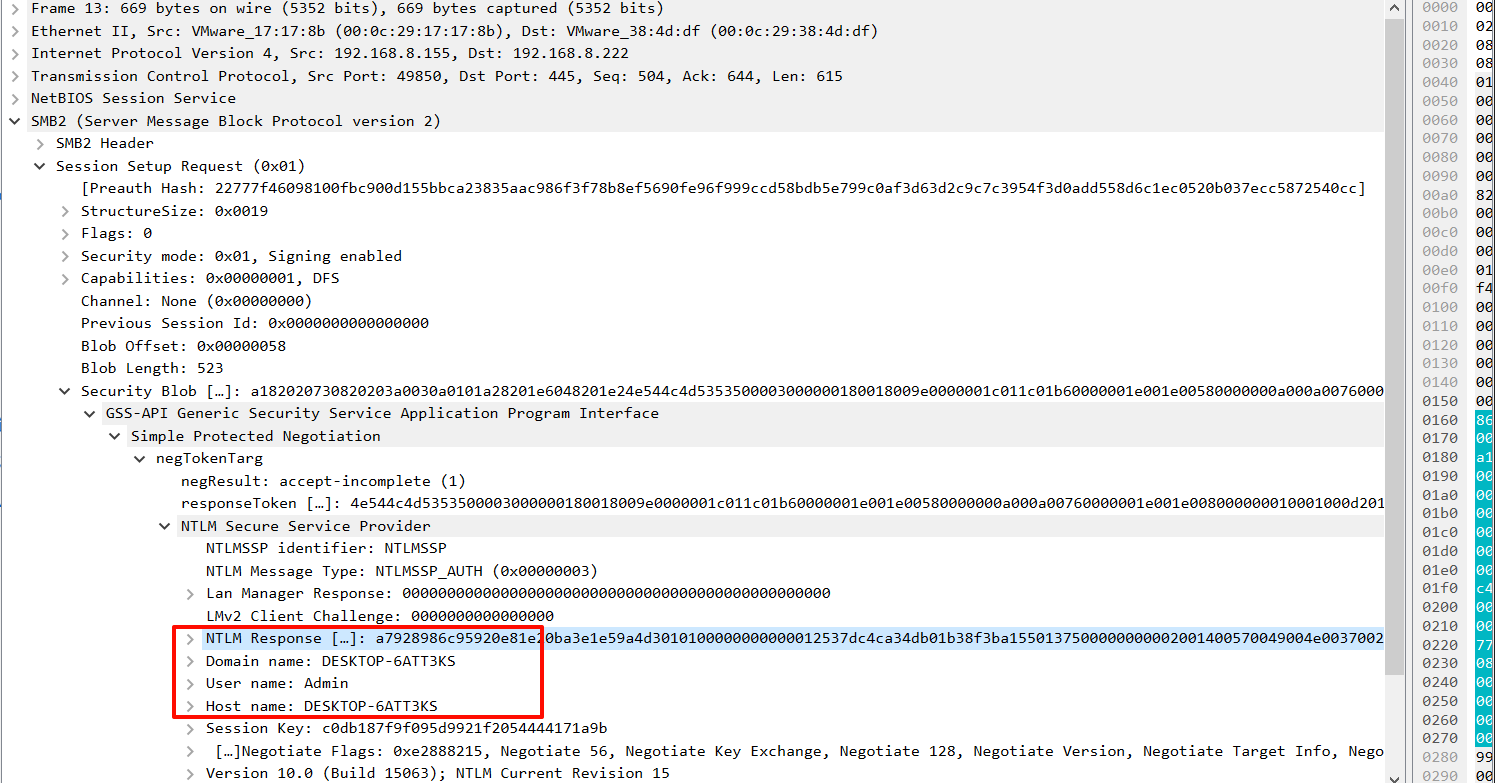 Frame 13: 669 bytes on wire (5352 bits), 669 bytes captured (5352 bits)
Ethernet II, Src: VMware_17:17:8b (00:0c:29:17:17:8b), Dst: VMware_38:4d:df (00:0c:29:38:4d:df)
Internet Protocol Version 4, Src: 192.168.8.155, Dst: 192.168.8.222
Transmission Control Protocol, Src Port: 49850, Dst Port: 445, Seq: 504, Ack: 644, Len: 615
NetBIOS Session Service
SMB2 (Server Message Block Protocol version 2)
SMB2 Header
Session Setup Request (0x01)
[Preauth Hash: 22777f46098100fbc900d155bbca23835aac986f3f78b8ef5690fe96f999ccd58bdb5e799c0af3d63d2c9c7c3954f3d0add558d6c1ec0520b037ecc5872540cc]
StructureSize: 0x0019
Flags: 0
Security mode: 0x01, Signing enabled
Capabilities: 0x00000001, DFS
Channel: None (0x00000000)
Previous Session Id: 0x0000000000000000
Blob Offset: 0x00000058
Blob Length: 523
Security Blob […]: a182020730820203a0030a0101a28201e6048201e24e544c4d5353500003000000180018009e0000001c011c01b60000001e001e00580000000a000a0076000
GSS-API Generic Security Service Application Program Interface
Simple Protected Negotiation
negTokenTarg
negResult: accept-incomplete (1)
responseToken […]: 4e544c4d5353500003000000180018009e0000001c011c01b60000001e001e00580000000a000a00760000001e001e008000000010001000d201
NTLM Secure Service Provider
NTLMSSP identifier: NTLMSSP
NTLM Message Type: NTLMSSP_AUTH (0x00000003)
Lan Manager Response: 000000000000000000000000000000000000000000000000
LMv2 Client Challenge: 0000000000000000
NTLM Response […]: a7928986c95920e81e20ba3e1e59a4d3010100000000000012537dc4ca34db01b38f3ba1550137500000000002001400570049004e0037002
Domain name: DESKTOP-6ATT3KS
User name: Admin
Host name: DESKTOP-6ATT3KS
Session Key: c0db187f9f095d9921f2054444171a9b
[…]Negotiate Flags: 0xe2888215, Negotiate 56, Negotiate Key Exchange, Negotiate 128, Negotiate Version, Negotiate Target Info, Nego
Version 10.0 (Build 15063); NTLM Current Revision 15
0000 00
0010 02
0020 08
0030 08
0040 01
0050 00
0060 00
0070 00
0080 00
0090 00
00a0 82
00b0 00
00c0 00
00d0 00
00e0 01
00f0 f4
0100 00
0110 00
0120 00
0130 00
0140 00
0150 00
0160 86
0170 00
0180 a1
0190 00
01a0 00
01b0 00
01c0 00
01d0 00
01e0 00
01f0 c4
0200 00
0210 00
0220 77
0230 08
0240 00
0250 00
0260 00
0270 00
0280 99
0290 00